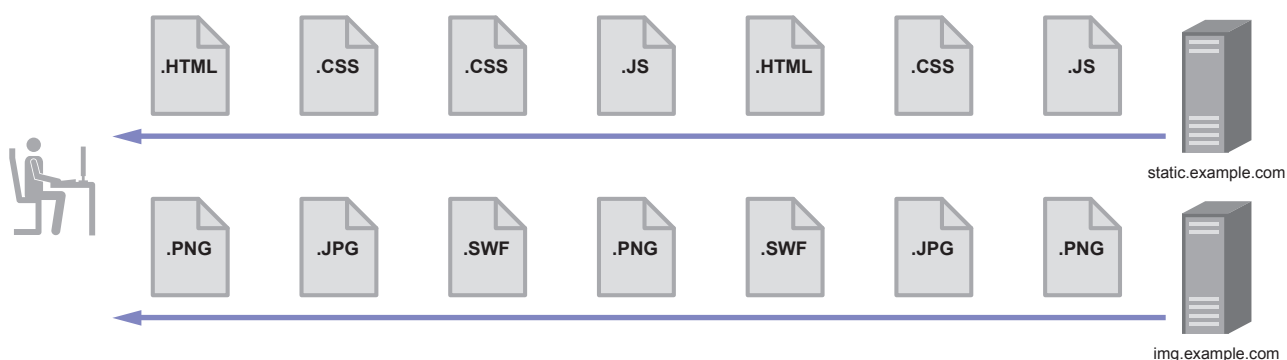 .HTML .CSS .CSS .JS .HTML .CSS .JS
static.example.com
.PNG .JPG .SWF .PNG .SWF .JPG .PNG
img.example.com